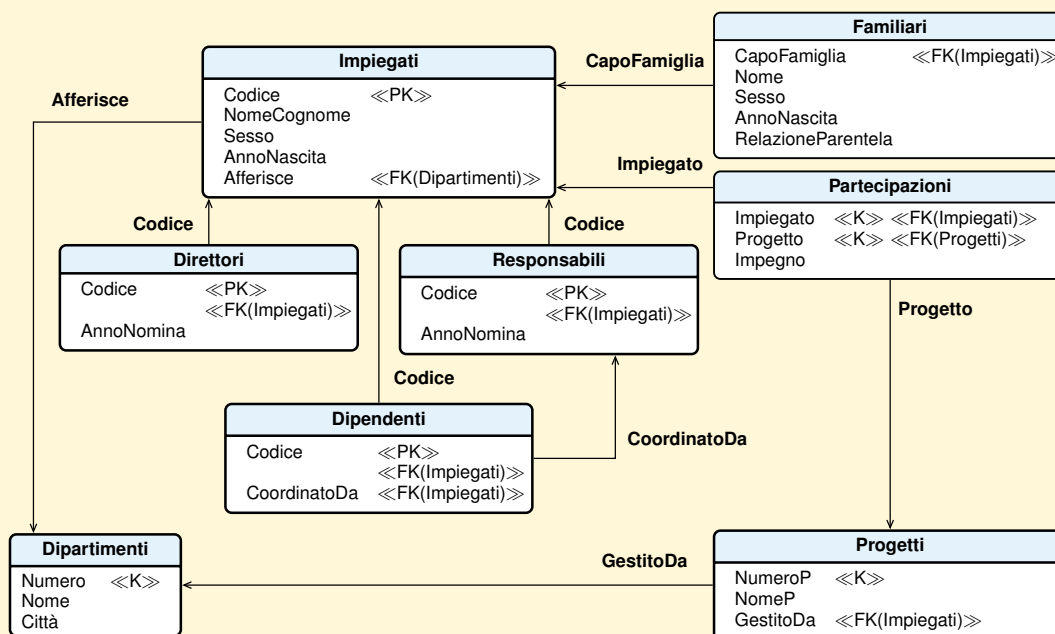 Familiari
CapoFamiglia ≪FK(Impiegati)≫
Nome
Sesso
AnnoNascita
RelazioneParentela
CapoFamiglia
Impiegati
Codice ≪PK≫
NomeCognome
Sesso
AnnoNascita
Afferisce ≪FK(Dipartimenti)≫
Afferisce
Impiegato
Partecipazioni
Impiegato ≪K≫ ≪FK(Impiegati)≫
Progetto ≪K≫ ≪FK(Progetti)≫
Impegno
Codice
Codice
Direttori
Codice ≪PK≫
≪FK(Impiegati)≫
AnnoNomina
Responsabili
Codice ≪PK≫
≪FK(Impiegati)≫
AnnoNomina
Progetto
Codice
Dipendenti
Codice ≪PK≫
≪FK(Impiegati)≫
CoordinatoDa ≪FK(Impiegati)≫
CoordinatoDa
Dipartimenti
Numero ≪K≫
Nome
Città
GestitoDa
Progetti
NumeroP ≪K≫
NomeP
GestitoDa ≪FK(Impiegati)≫